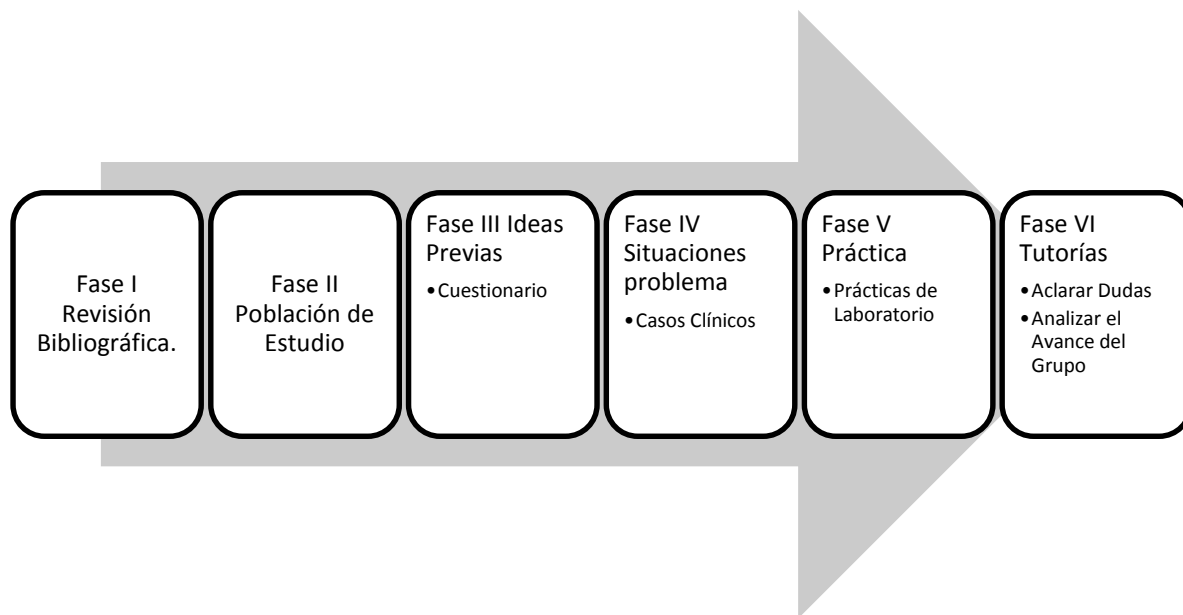 Fase I
Revisión
Bibliográfica.
Fase II
Población de
Estudio
Fase III Ideas
Previas
•Cuestionario
Fase IV
Situaciones
problema
•Casos Clínicos
Fase V
Práctica
•Prácticas de
Laboratorio
Fase VI
Tutorías
•Aclarar Dudas
•Analizar el
Avance del
Grupo